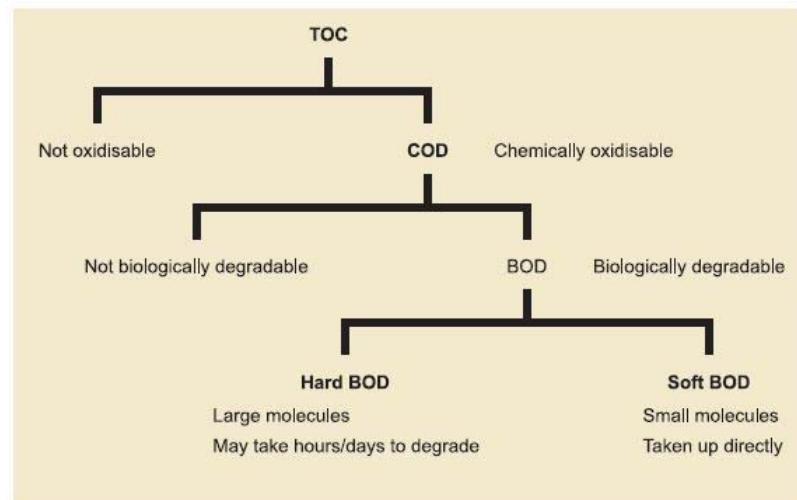 TOC
Not oxidisable
COD
Chemically oxidisable
Not biologically degradable
BOD
Biologically degradable
Hard BOD
Soft BOD
Large molecules
Small molecules
May take hours/days to degrade
Taken up directly